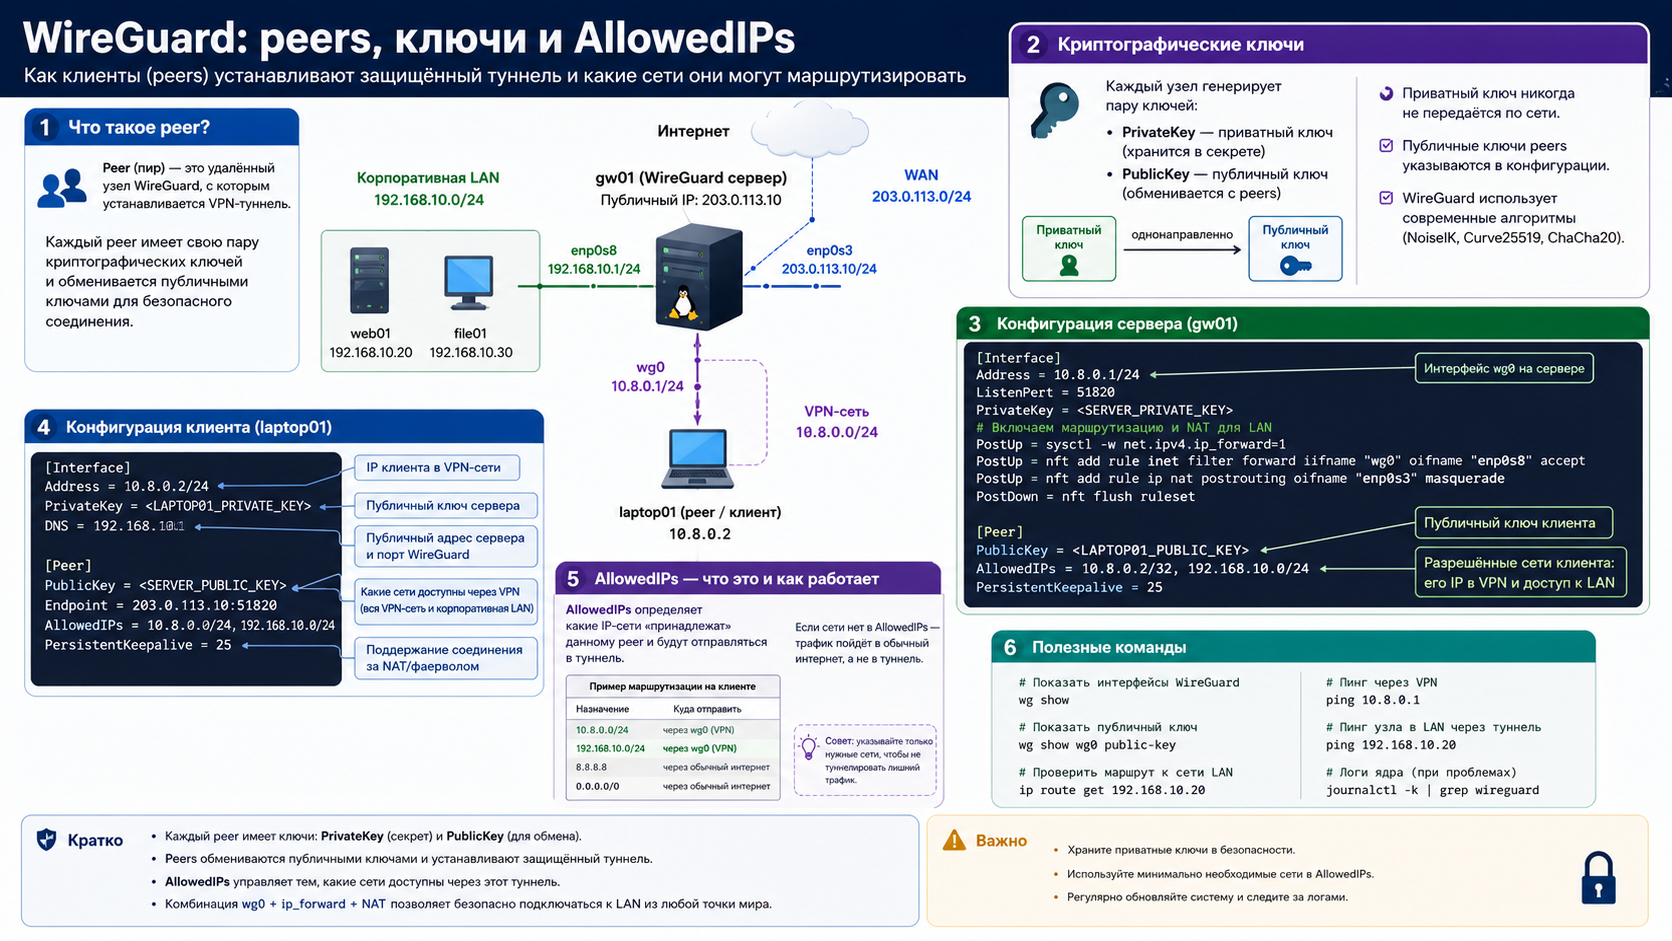 WireGuard: peers, ключи и AllowedIPs
Как клиенты (peers) устанавливают защищённый туннель и какие сети они могут маршрутизировать
1 Что такое peer?
Peer (пир) — это удалённый
узел WireGuard, с которым
устанавливается VPN-туннель.
Каждый peer имеет свою пару
криптографических ключей
и обменивается публичными
ключами для безопасного
соединения.
Интернет
Корпоративная LAN
192.168.10.0/24
gw01 (WireGuard сервер)
Публичный IP: 203.0.113.10
WAN
203.0.113.0/24
enp0s8
192.168.10.1/24
enp0s3
203.0.113.10/24
web01
192.168.10.20
file01
192.168.10.30
wg0
10.8.0.1/24
VPN-сеть
10.8.0.0/24
laptop01 (peer / клиент)
10.8.0.2
2 Криптографические ключи
Каждый узел генерирует
пару ключей:
• PrivateKey — приватный ключ
(хранится в секрете)
• PublicKey — публичный ключ
(обменивается с peers)
Приватный
ключ
однонаправленно
Публичный
ключ
Приватный ключ никогда
не передаётся по сети.
Публичные ключи peers
указываются в конфигурации.
WireGuard использует
современные алгоритмы
(NoiseIK, Curve25519, ChaCha20).
3 Конфигурация сервера (gw01)
[Interface]
Address = 10.8.0.1/24
ListenPert = 51820
PrivateKey = <SERVER_PRIVATE_KEY>
# Включаем маршрутизацию и NAT для LAN
PostUp = sysctl -w net.ipv4.ip_forward=1
PostUp = nft add rule inet filter forward iifname "wg0" oifname "enp0s8" accept
PostUp = nft add rule ip nat postrouting oifname "enp0s3" masquerade
PostDown = nft flush ruleset
[Peer]
PublicKey = <LAPTOP01_PUBLIC_KEY>
AllowedIPs = 10.8.0.2/32, 192.168.10.0/24
PersistentKeepalive = 25
Интерфейс wg0 на сервере
Публичный ключ клиента
Разрешённые сети клиента:
его IP в VPN и доступ к LAN
4 Конфигурация клиента (laptop01)
[Interface]
Address = 10.8.0.2/24
PrivateKey = <LAPTOP01_PRIVATE_KEY>
DNS =
[Peer]
PublicKey = <SERVER_PUBLIC_KEY>
Endpoint = 203.0.113.10:51820
AllowedIPs = 10.8.0.0/24, 192.168.10.0/24
PersistentKeepalive = 25
IP клиента в VPN-сети
Публичный ключ сервера
Публичный адрес сервера
и порт WireGuard
Какие сети доступны через VPN
(вся VPN-сеть и корпоративная LAN)
Поддержание соединения
за NAT/фаерволом
5 AllowedIPs — что это и как работает
AllowedIPs определяет
какие IP-сети «принадлежат»
данному peer и будут отправляться
в туннель.
Если сети нет в AllowedIPs —
трафик пойдёт в обычный
интернет, а не в туннель.
Пример маршрутизации на клиенте
Назначение Куда отправить
10.8.0.0/24 через wg0 (VPN)
192.168.10.0/24 через wg0 (VPN)
8.8.8.8 через обычный интернет
0.0.0.0/0 через обычный интернет
Совет: указывайте только
нужные сети, чтобы не
туннелировать лишний
трафик.
6 Полезные команды
# Показать интерфейсы WireGuard
wg show
# Показать публичный ключ
wg show wg0 public-key
# Проверить маршрут к сети LAN
ip route get 192.168.10.20
# Пинг через VPN
ping 10.8.0.1
# Пинг узла в LAN через туннель
ping 192.168.10.20
# Логи ядра (при проблемах)
journalctl -k | grep wireguard
Кратко
• Каждый peer имеет ключи: PrivateKey (секрет) и PublicKey (для обмена).
• Peers обмениваются публичными ключами и устанавливают защищённый туннель.
• AllowedIPs управляет тем, какие сети доступны через этот туннель.
• Комбинация wg0 + ip_forward + NAT позволяет безопасно подключаться к LAN из любой точки мира.
Важно
• Храните приватные ключи в безопасности.
• Используйте минимально необходимые сети в AllowedIPs.
• Регулярно обновляйте систему и следите за логами.